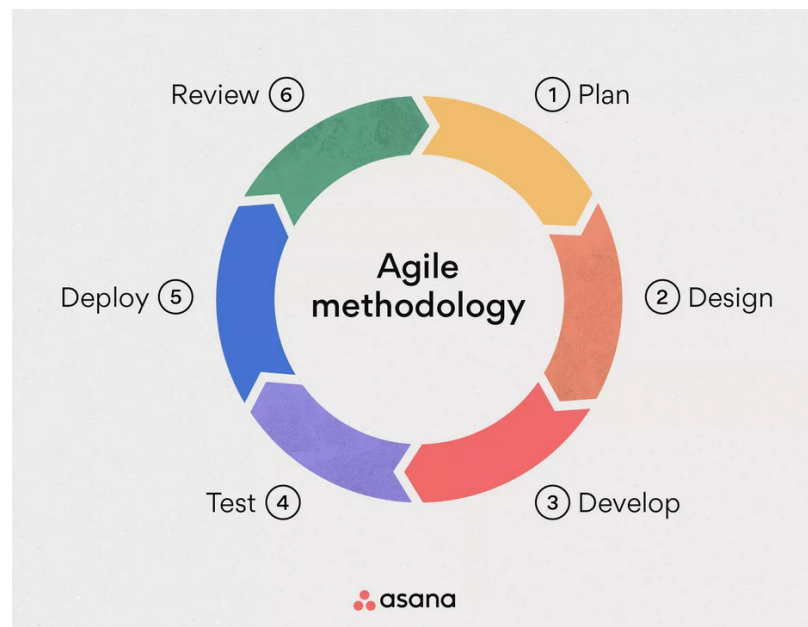 Agile
methodology
1 Plan
2 Design
3 Develop
Test 4
Deploy 5
Review 6
asana